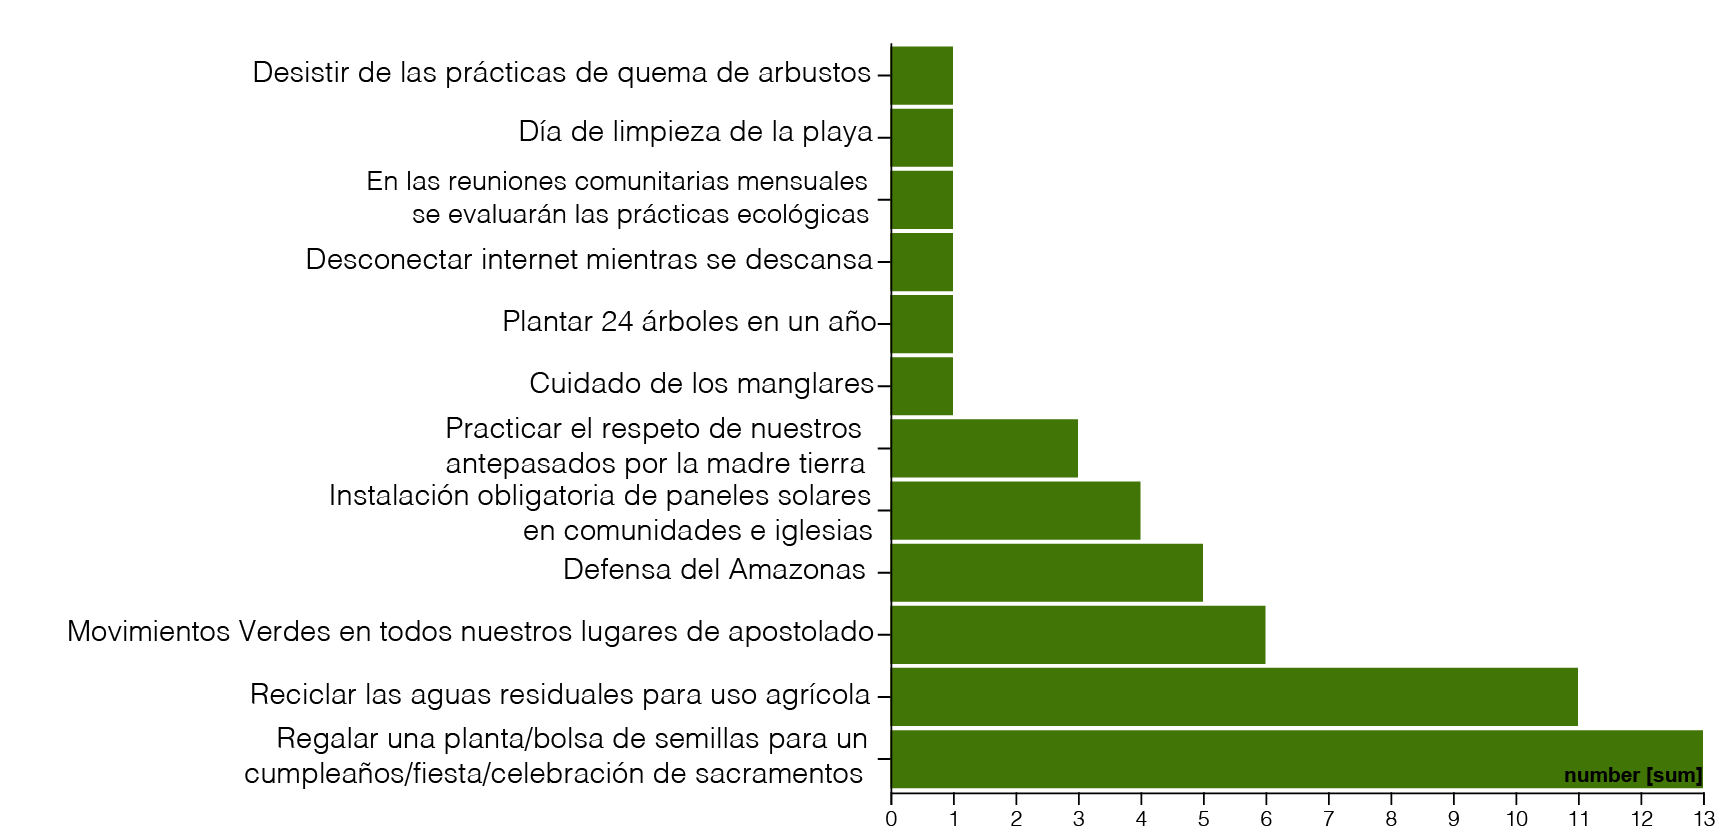 Desistir de las prácticas de quema de arbustos
Día de limpieza de la playa
En las reuniones comunitarias mensuales
se evaluarán las prácticas ecológicas
Desconectar internet mientras se descansa
Plantar 24 árboles en un año
Cuidado de los manglares
Practicar el respeto de nuestros
antepasados por la madre tierra
Instalación obligatoria de paneles solares
en comunidades e iglesias
Defensa del Amazonas
Movimientos Verdes en todos nuestros lugares de apostolado
Reciclar las aguas residuales para uso agrícola
Regalar una planta/bolsa de semillas para un
cumpleaños/fiesta/celebración de sacramentos
number [sum]
0 1 2 3 4 5 6 7 8 9 10 11 12 13